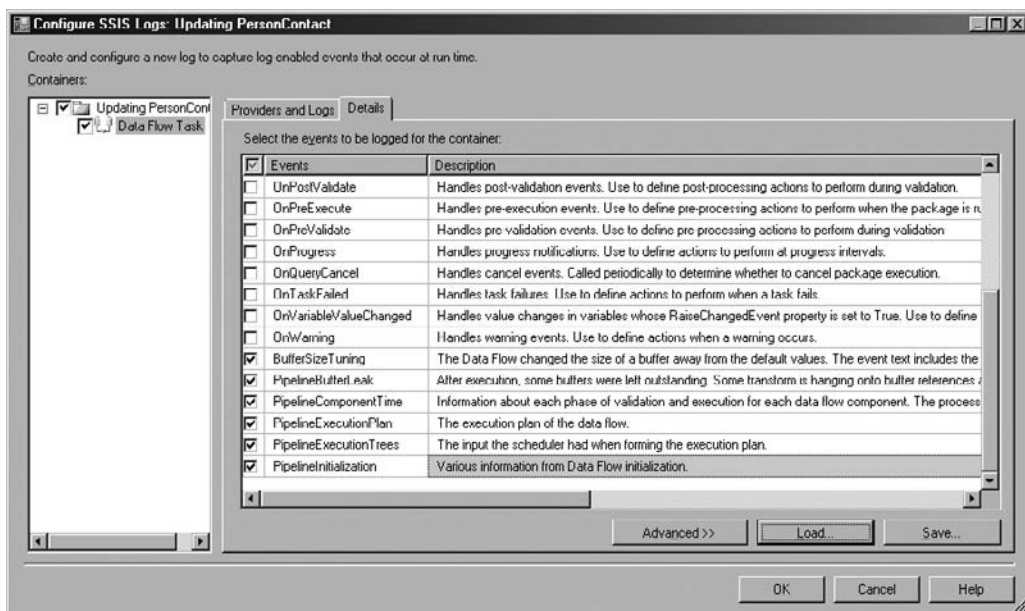 Configure SSIS Logs: Updating PersonContact
Create and configure a new log to capture log enabled events that occur at run time.
Containers:
Updating PersonCon
Data Flow Task
Providers and Logs Details
Select the events to be logged for the container:
Events Description
OnPostValidate Handles post-validation events. Use to define post-processing actions to perform during validation.
OnPreExecute Handles pre-execution events. Use to define pre-processing actions to perform when the package is ru
OnPreValidate Handles pre validation events. Use to define pre processing actions to perform during validation
OnProgress Handles progress notifications. Use to define actions to perform at progress intervals.
OnQueryCancel Handles cancel events. Called periodically to determine whether to cancel package execution.
OnTaskFailed Handles task failures. Use to define actions to perform when a task fails.
OnVariableValueChanged Handles value changes in variables whose RaiseChangedEvent property is set to True. Use to define
OnWarning Handles warning events. Use to define actions when a warning occurs.
BufferSizeTuning The Data Flow changed the size of a buffer away from the default values. The event text includes the
PipelineBufferLeak After execution, some buffers were left outstanding. Some transform is hanging onto buffer references a
PipelineComponentTime Information about each phase of validation and execution for each data flow component. The process
PipelineExecutionPlan The execution plan of the data flow.
PipelineExecutionTrees The input the scheduler had when forming the execution plan.
PipelineInitialization Various information from Data Flow initialization.
Advanced >> Load... Save...
OK Cancel Help